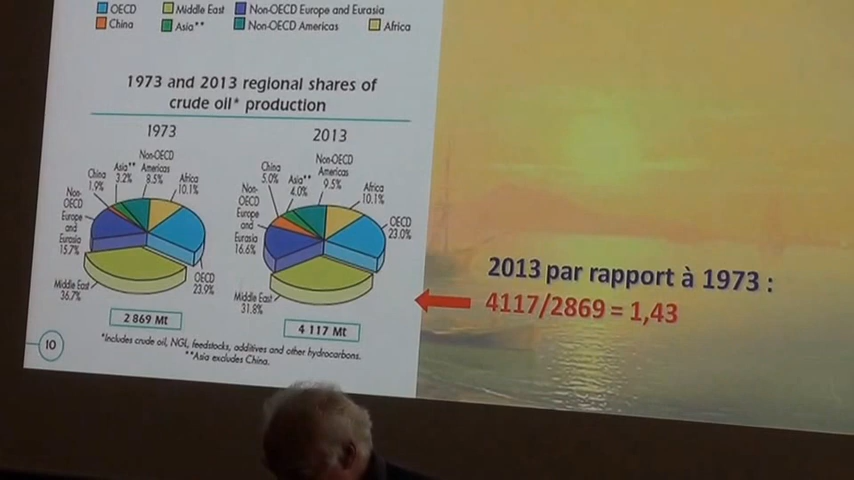 OECD Middle East Non-OECD Europe and Eurasia
China Asia** Non-OECD Americas Africa
1973 and 2013 regional shares of
crude oil* production
1973
China
1.9%
Asia**
3.2%
Non-OECD
Americas
8.5%
Africa
10.1%
Non-
OECD
Europe
and
Eurasia
15.7%
Middle East
36.7%
OECD
23.9%
2 869 Mt
2013
China
5.0%
Asia**
4.0%
Non-OECD
Americas
9.5%
Africa
10.1%
Non-
OECD
Europe
and
Eurasia
16.6%
OECD
23.0%
Middle East
31.8%
4 117 Mt
*Includes crude oil, NGL, feedstocks, additives and other hydrocarbons.
**Asia excludes China.
10
2013 par rapport à 1973 :
4117/2869 = 1,43